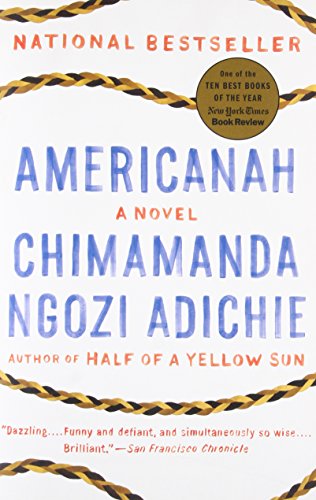 NATIONAL BESTSELLER
One of the
TEN BEST BOOKS
OF THE YEAR
New York Times
Book Review
AMERICANAH
A NOVEL
CHIMAMANDA
NGOZI ADICHIE
AUTHOR OF HALF OF A YELLOW SUN
"Dazzling....Funny and defiant, and simultaneously so wise....
Brilliant."—San Francisco Chronicle